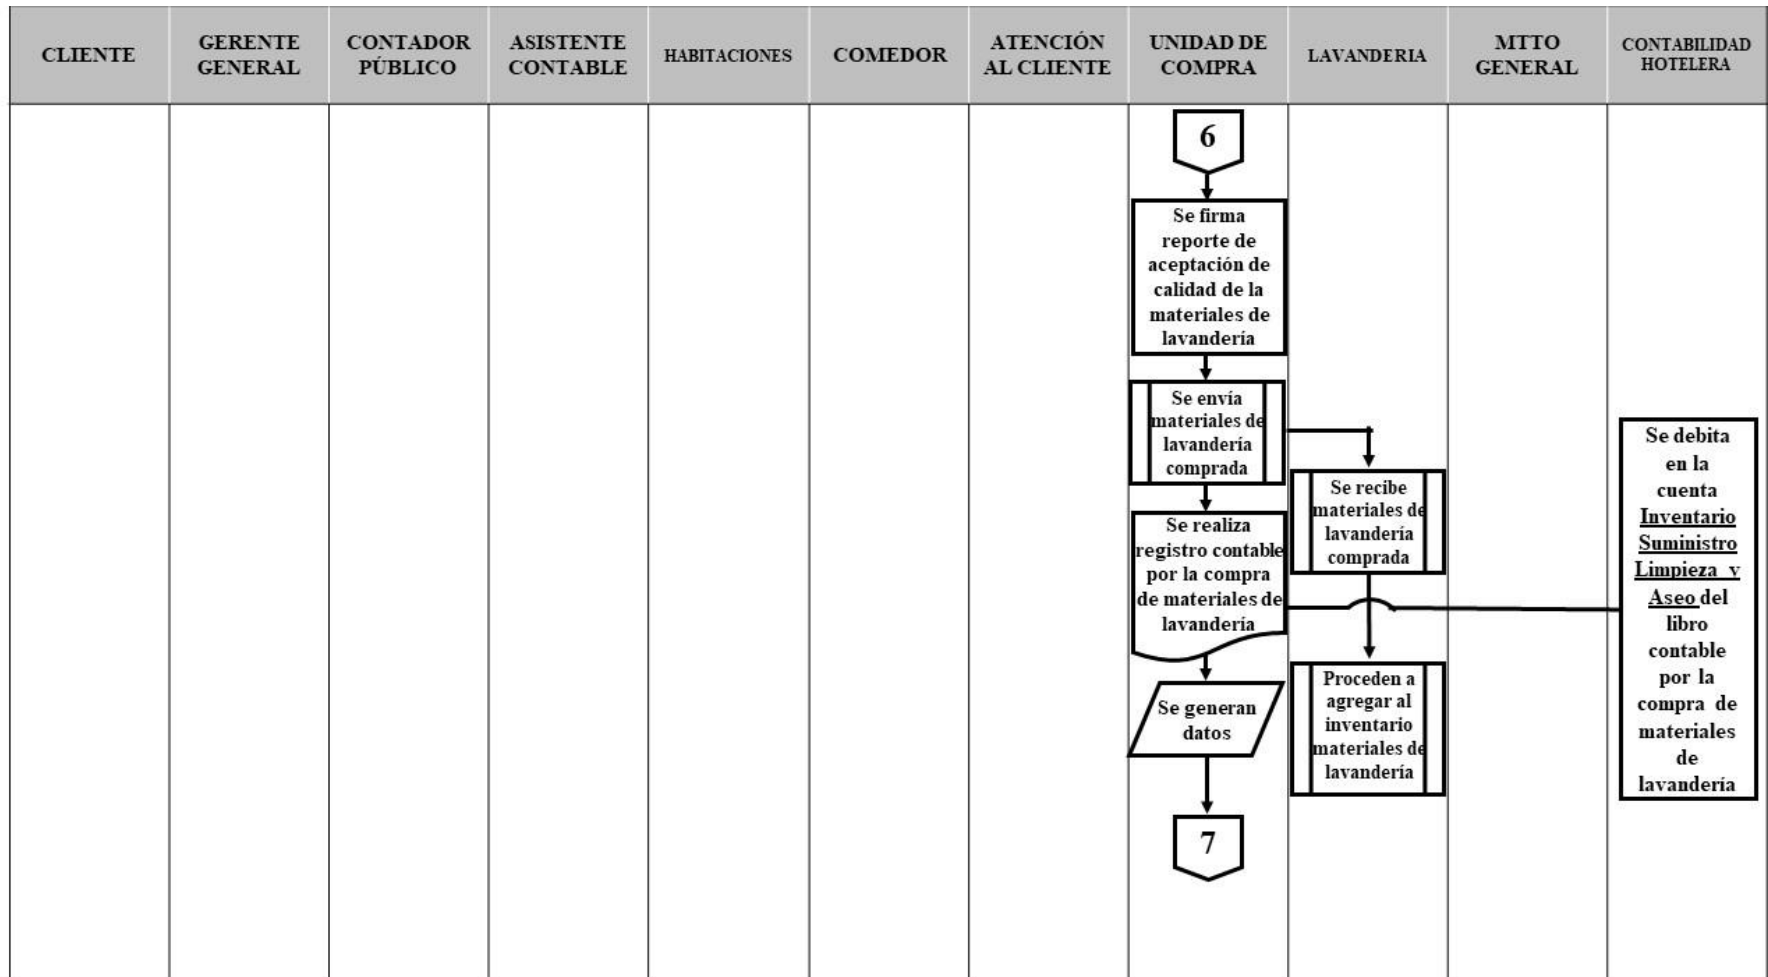 CLIENTE
GERENTE
GENERAL
CONTADOR
PÚBLICO
ASISTENTE
CONTABLE
HABITACIONES
COMEDOR
ATENCIÓN
AL CLIENTE
UNIDAD DE
COMPRA
LAVANDERIA
MTTO
GENERAL
CONTABILIDAD
HOTELERA
6
Se firma
reporte de
aceptación de
calidad de la
materiales de
lavandería
Se envía
materiales de
lavandería
comprada
Se realiza
registro contable
por la compra
de materiales de
lavandería
Se generan
datos
7
Se recibe
materiales de
lavandería
comprada
Proceden a
agregar al
inventario
materiales de
lavandería
Se debita
en la
cuenta
Inventario
Suministro
Limpieza y
Aseo del
libro
contable
por la
compra de
materiales
de
lavandería